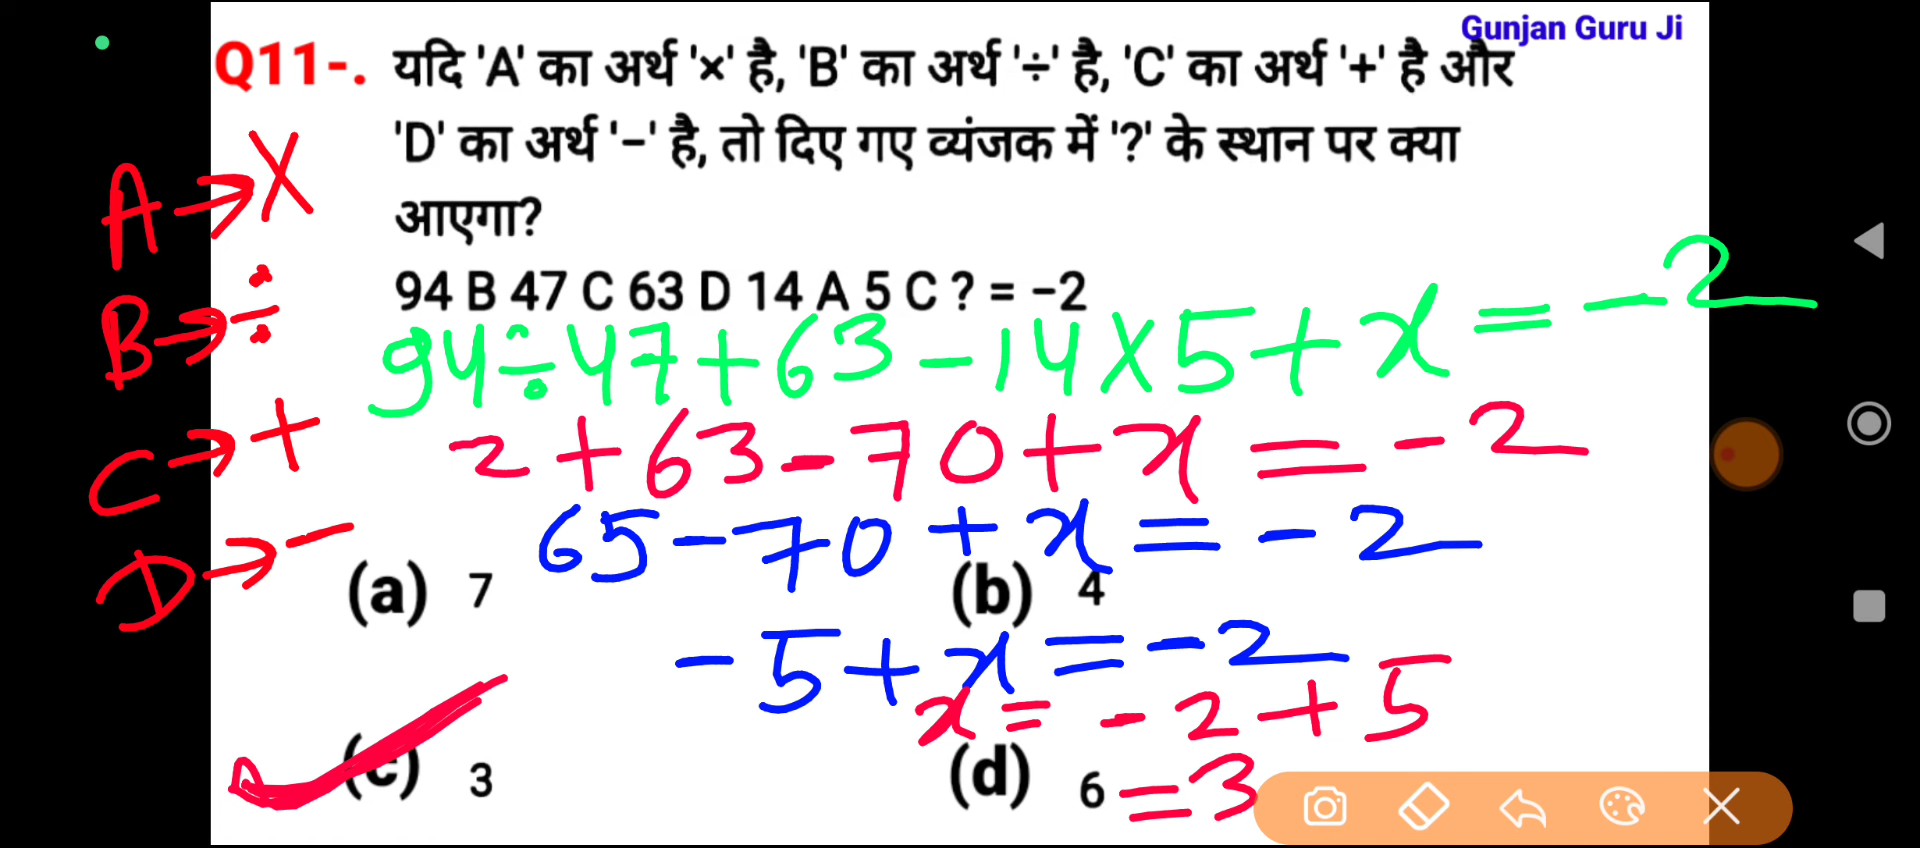 Gunjan Guru Ji
Q11-. यदि 'A' का अर्थ '×' है, 'B' का अर्थ '÷' है, 'C' का अर्थ '+' है और
'D' का अर्थ '−' है, तो दिए गए व्यंजक में '?' के स्थान पर क्या
आएगा?
94 B 47 C 63 D 14 A 5 C ? = −2
A → ×
B → ÷
C → +
D → −
94 ÷ 47 + 63 − 14 × 5 + x = −2
2 + 63 − 70 + x = −2
65 − 70 + x = −2
(a) 7
(b) 4
−5 + x = −2
x = −2 + 5
(c) 3
(d) 6
= 3